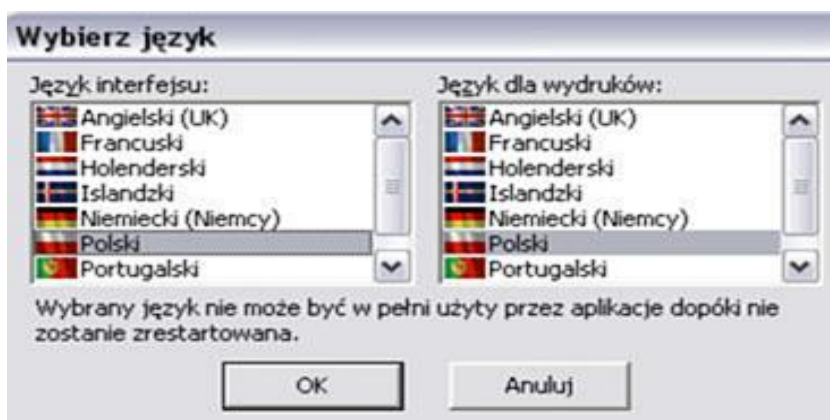 Wybierz język
Język interfejsu:
Angielski (UK)
Francuski
Holenderski
Islandzki
Niemiecki (Niemcy)
Polski
Portugalski
Język dla wydruków:
Angielski (UK)
Francuski
Holenderski
Islandzki
Niemiecki (Niemcy)
Polski
Portugalski
Wybrany język nie może być w pełni użyty przez aplikacje dopóki nie
zostanie zrestartowana.
OK
Anuluj